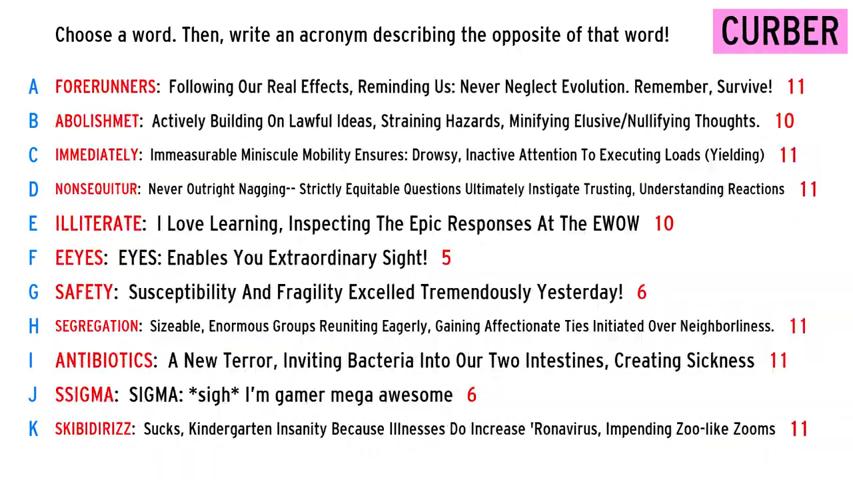 Choose a word. Then, write an acronym describing the opposite of that word!
CURBER
A FORERUNNERS: Following Our Real Effects, Reminding Us: Never Neglect Evolution. Remember, Survive! 11
B ABOLISHMET: Actively Building On Lawful Ideas, Straining Hazards, Minifying Elusive/Nullifying Thoughts. 10
C IMMEDIATELY: Immeasurable Miniscule Mobility Ensures: Drowsy, Inactive Attention To Executing Loads (Yielding) 11
D NONSEQUITUR: Never Outright Nagging-- Strictly Equitable Questions Ultimately Instigate Trusting, Understanding Reactions 11
E ILLITERATE: I Love Learning, Inspecting The Epic Responses At The EWOW 10
F EEYES: EYES: Enables You Extraordinary Sight! 5
G SAFETY: Susceptibility And Fragility Excelled Tremendously Yesterday! 6
H SEGREGATION: Sizeable, Enormous Groups Reuniting Eagerly, Gaining Affectionate Ties Initiated Over Neighborliness. 11
I ANTIBIOTICS: A New Terror, Inviting Bacteria Into Our Two Intestines, Creating Sickness 11
J SSIGMA: SIGMA: *sigh* I'm gamer mega awesome 6
K SKIBIDIRIZZ: Sucks, Kindergarten Insanity Because Illnesses Do Increase 'Ronavirus, Impending Zoo-like Zooms 11